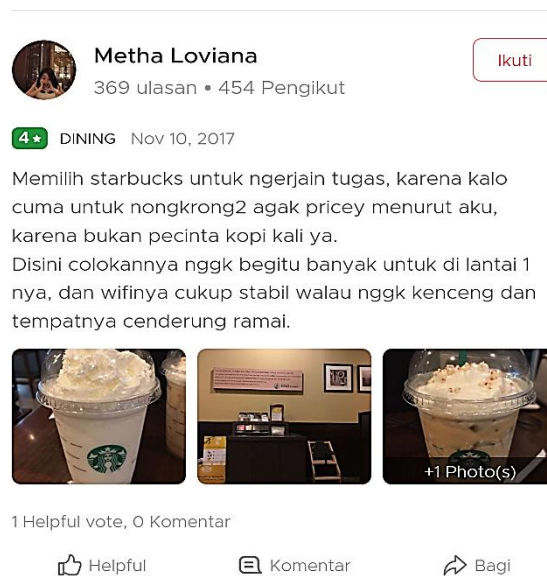 Metha Loviana
Ikuti
369 ulasan • 454 Pengikut
4★ DINING Nov 10, 2017
Memilih starbucks untuk ngerjain tugas, karena kalo
cuma untuk nongkrong2 agak pricey menurut aku,
karena bukan pecinta kopi kali ya.
Disini colokannya nggk begitu banyak untuk di lantai 1
nya, dan wifinya cukup stabil walau nggk kenceng dan
tempatnya cenderung ramai.
+1 Photo(s)
1 Helpful vote, 0 Komentar
Helpful
Komentar
Bagi